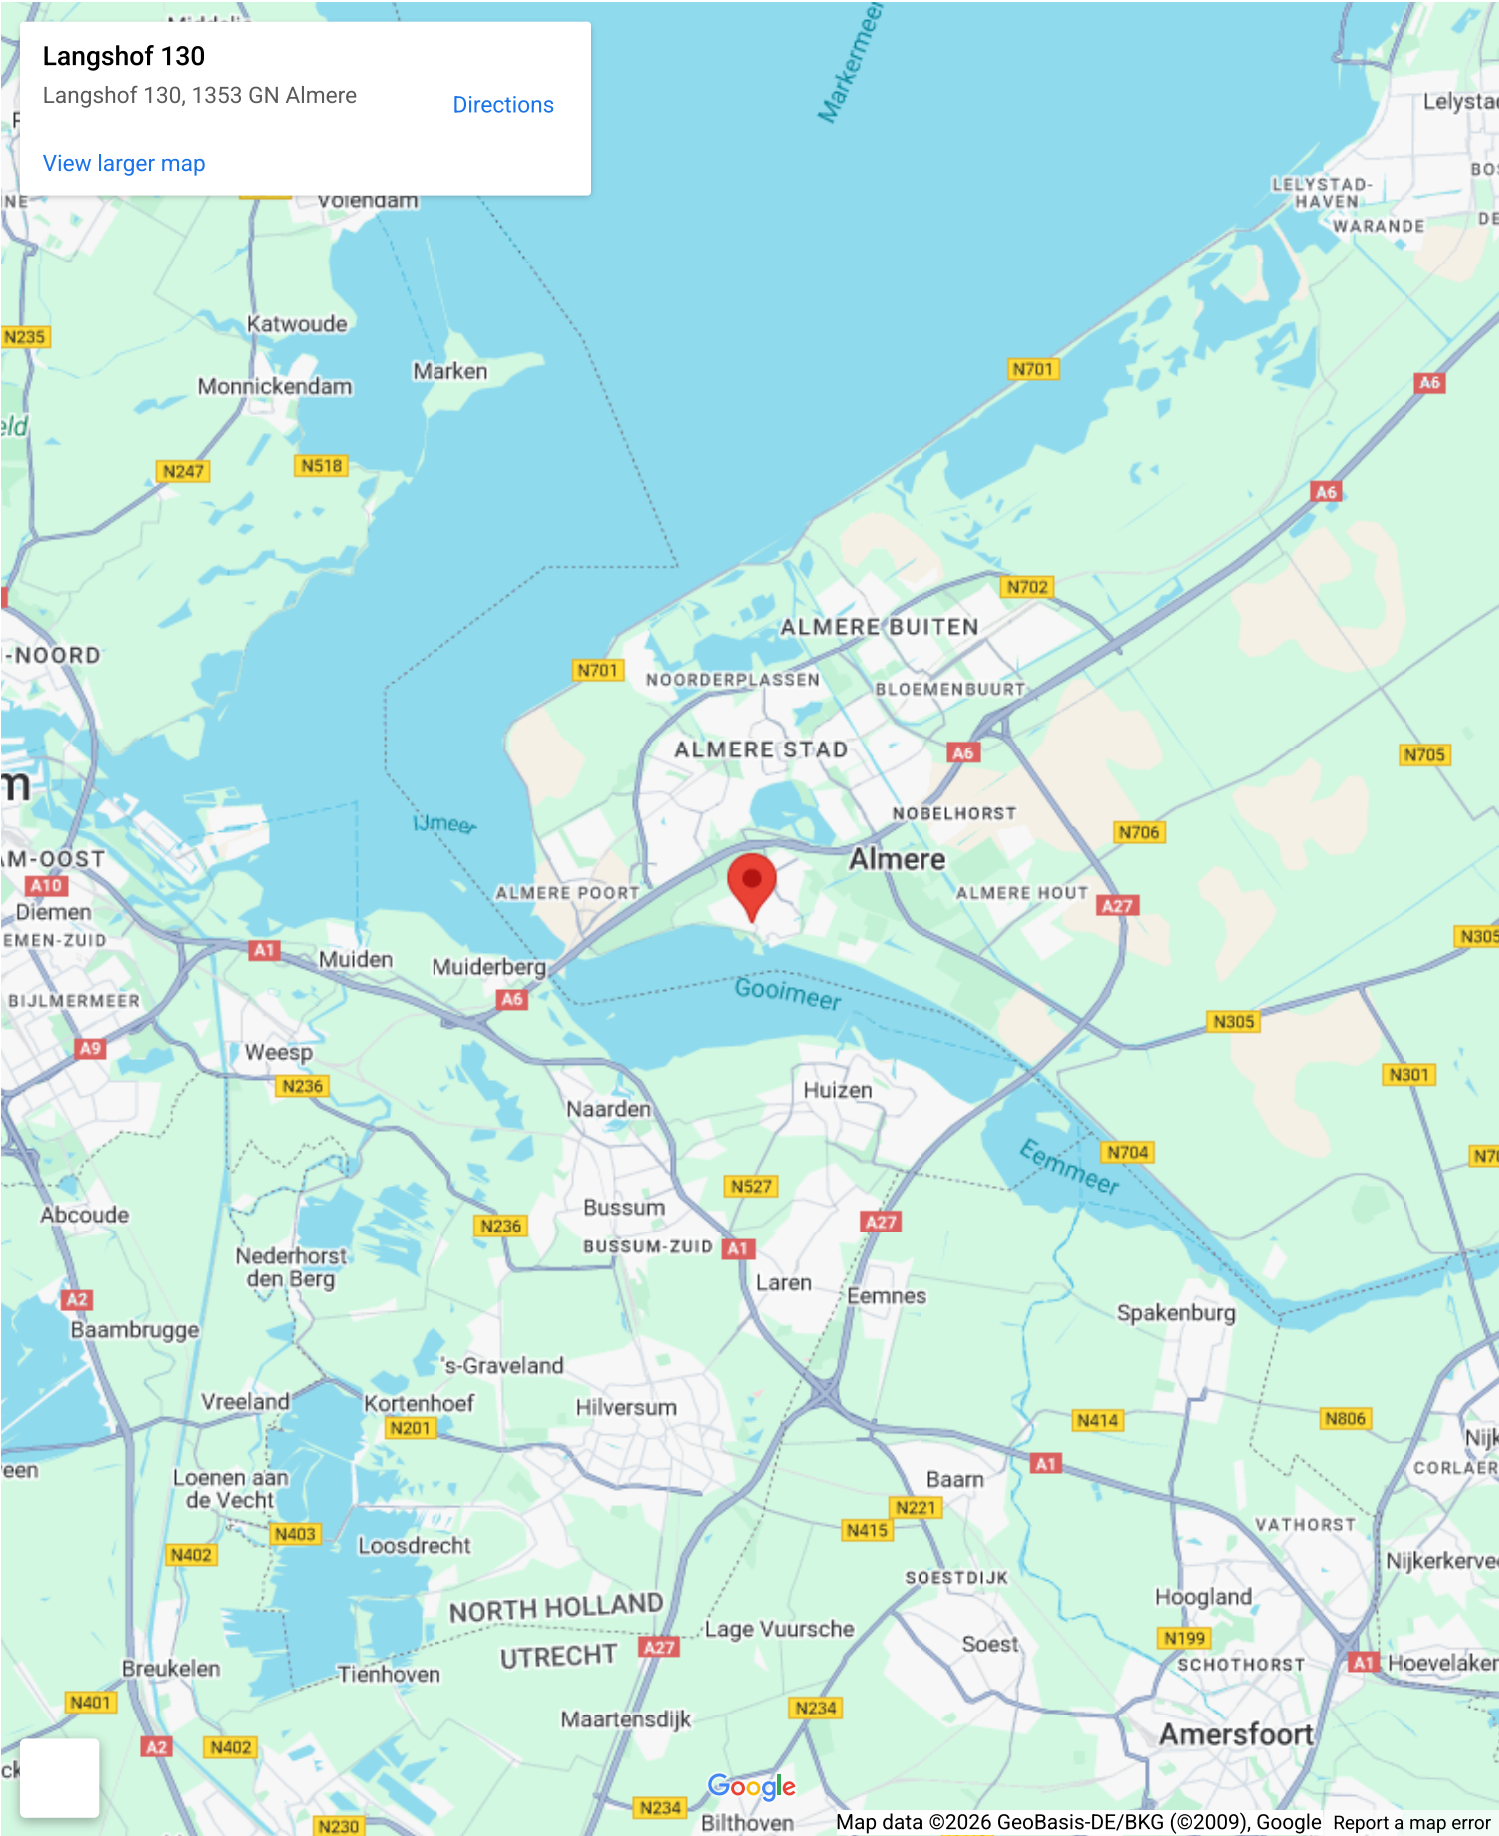 Langshof 130
Langshof 130, 1353 GN Almere
Directions
View larger map
Markermeer
LELYSTAD-
HAVEN
WARANDE
Volendam
N235
Katwoude
Marken
Monnickendam
N701
A6
N247
N518
A6
N702
ALMERE BUITEN
-NOORD
N701
NOORDERPLASSEN
BLOEMENBUURT
ALMERE STAD
A6
N705
IJmeer
NOBELHORST
N706
Almere
A10
ALMERE POORT
ALMERE HOUT
A27
Diemen
N305
A1
Muiden
Muiderberg
BIJLMERMEER
A6
Gooimeer
N305
A9
Weesp
N236
Huizen
N301
Naarden
Eemmeer
N704
N527
Abcoude
Bussum
N236
A27
BUSSUM-ZUID
A1
Nederhorst
den Berg
Laren
Eemnes
A2
Spakenburg
Baambrugge
's-Graveland
Vreeland
Kortenhoef
Hilversum
N201
N414
N806
A1
Loenen aan
de Vecht
Baarn
N221
N415
VATHORST
N403
N402
Loosdrecht
SOESTDIJK
Hoogland
NORTH HOLLAND
UTRECHT
A27
Lage Vuursche
Soest
N199
SCHOTHORST
A1
Breukelen
Tienhoven
N401
N234
Maartensdijk
Amersfoort
A2
N402
Google
N234
N230
Bilthoven
Map data ©2026 GeoBasis-DE/BKG (©2009), Google
Report a map error